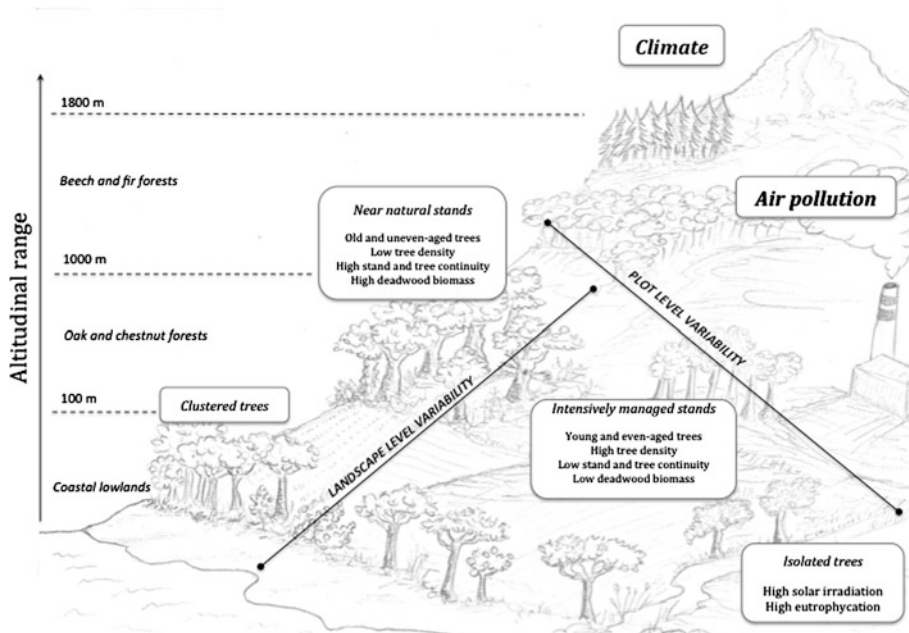 Climate
1800 m
Beech and fir forests
Air pollution
Near natural stands
Old and uneven-aged trees
Low tree density
High stand and tree continuity
High deadwood biomass
1000 m
Altitudinal range
PLOT LEVEL VARIABILITY
Oak and chestnut forests
100 m
Clustered trees
LANDSCAPE LEVEL VARIABILITY
Intensively managed stands
Young and even-aged trees
High tree density
Low stand and tree continuity
Low deadwood biomass
Coastal lowlands
Isolated trees
High solar irradiation
High eutrophycation